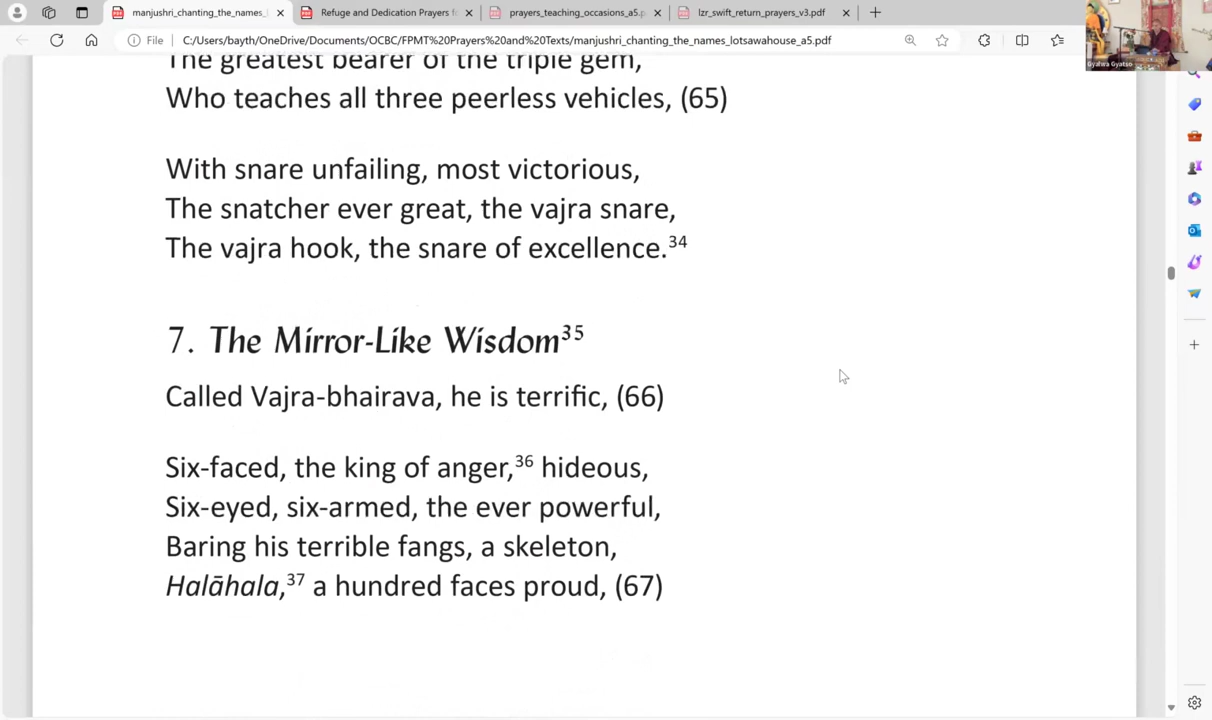 manjushri_chanting_the_names_l
Refuge and Dedication Prayers f
prayers_teaching_occasions_a5.p
lzr_swift_return_prayers_v3.pdf
File
C:/Users/bayth/OneDrive/Documents/OCBC/FPMT%20Prayers%20and%20Texts/manjushri_chanting_the_names_lotsawahouse_a5.pdf
Gyalwa Gyatso
The greatest bearer of the triple gem,
Who teaches all three peerless vehicles, (65)
With snare unfailing, most victorious,
The snatcher ever great, the vajra snare,
The vajra hook, the snare of excellence.34
7. The Mirror-Like Wisdom35
Called Vajra-bhairava, he is terrific, (66)
Six-faced, the king of anger,36 hideous,
Six-eyed, six-armed, the ever powerful,
Baring his terrible fangs, a skeleton,
Halāhala,37 a hundred faces proud, (67)